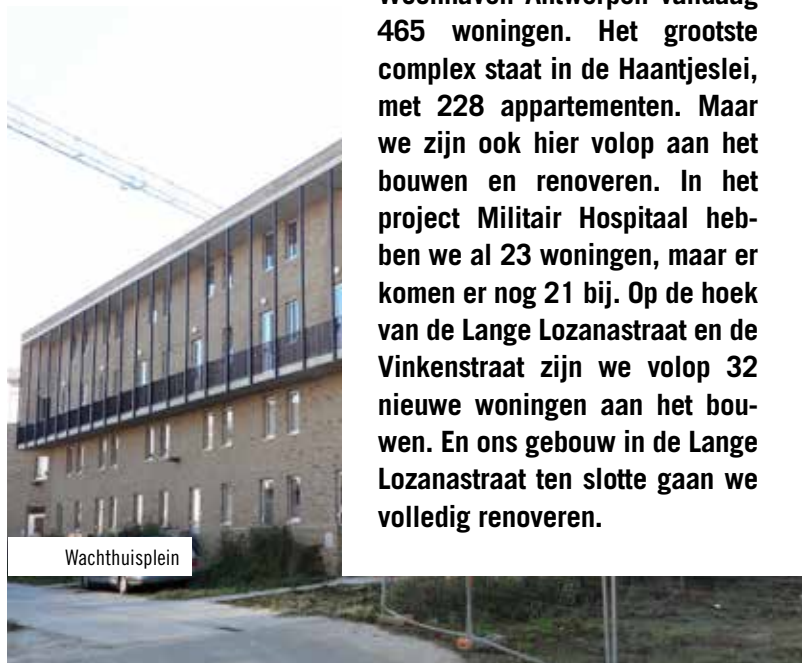 Woonhaven Antwerpen vandaag
465 woningen. Het grootste
complex staat in de Haantjeslei,
met 228 appartementen. Maar
we zijn ook hier volop aan het
bouwen en renoveren. In het
project Militair Hospitaal heb-
ben we al 23 woningen, maar er
komen er nog 21 bij. Op de hoek
van de Lange Lozanastraat en de
Vinkenstraat zijn we volop 32
nieuwe woningen aan het bou-
wen. En ons gebouw in de Lange
Lozanastraat ten slotte gaan we
volledig renoveren.
Wachthuisplein